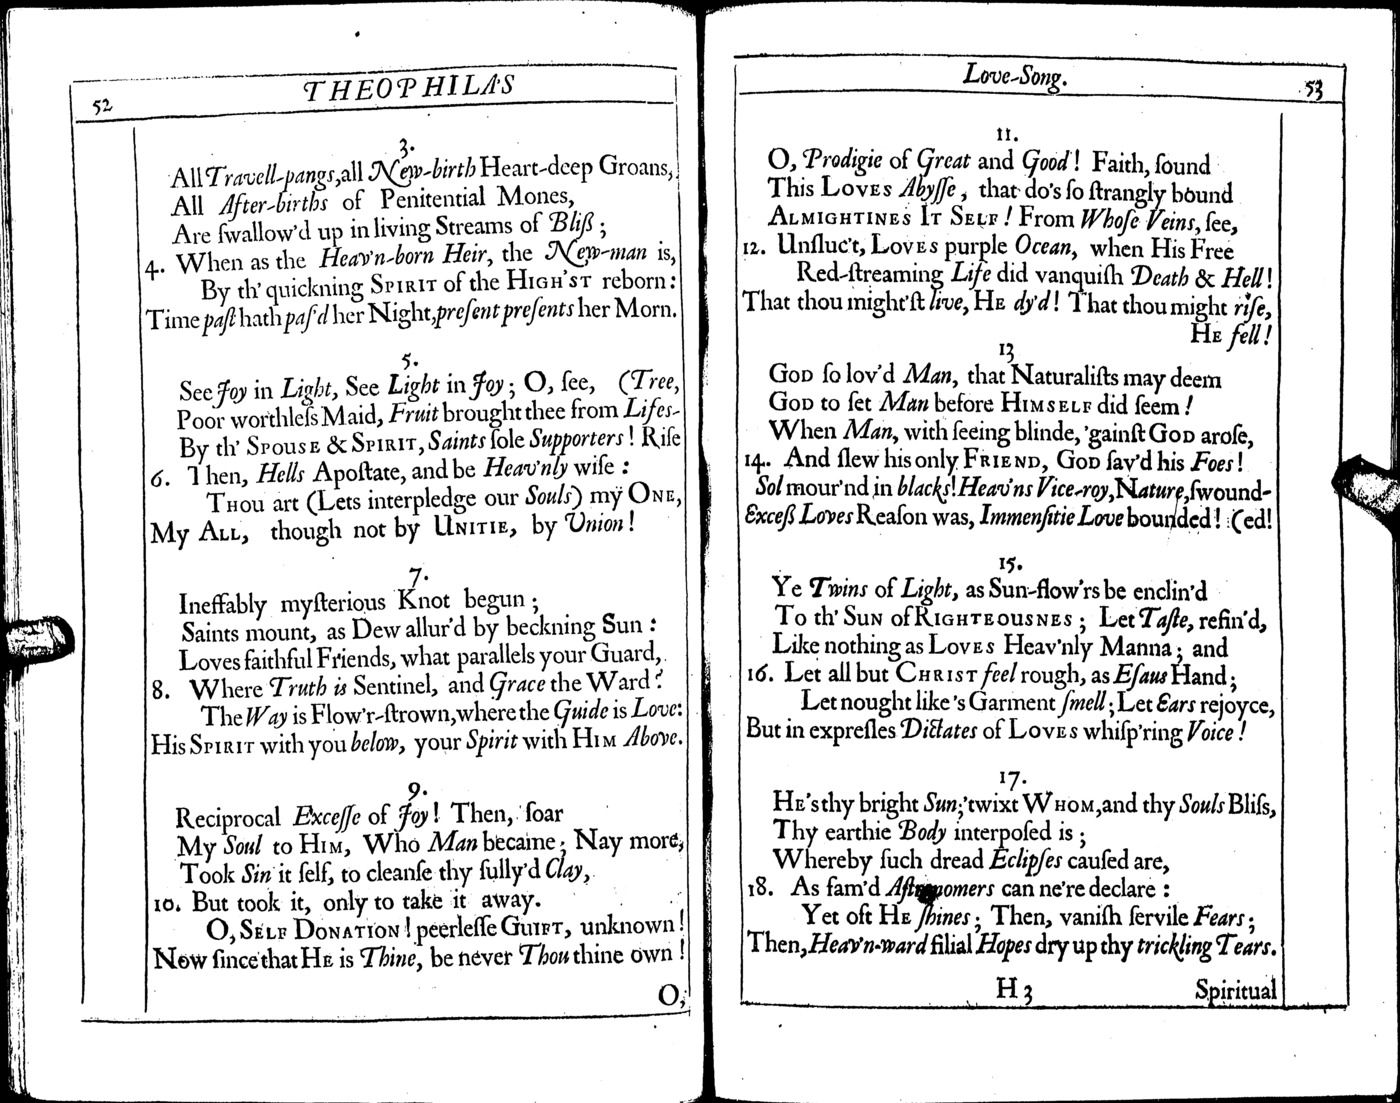 52
THEOPHILA'S
3.
All Travell-pangs, all New-birth Heart-deep Groans,
All After-births of Penitential Mones,
Are ſwallow'd up in living Streams of Bliß;
4. When as the Heav'n-born Heir, the New-man is,
By th' quickning SPIRIT of the HIGH'ST reborn:
Time paſt hath paſ'd her Night, preſent preſents her Morn.
5.
See Joy in Light, See Light in Joy; O, ſee, (Tree,
Poor worthleſs Maid, Fruit brought thee from Lifes-
By th' SPOUSE & SPIRIT, Saints ſole Supporters! Riſe
6. Then, Hells Apoſtate, and be Heav'nly wiſe:
THOU art (Lets interpledge our Souls) my ONE,
My ALL, though not by UNITIE, by Union!
7.
Ineffably myſterious Knot begun;
Saints mount, as Dew allur'd by beckning Sun:
Loves faithful Friends, what parallels your Guard,
8. Where Truth is Sentinel, and Grace the Ward?
The Way is Flow'r-ſtrown, where the Guide is Love:
His SPIRIT with you below, your Spirit with HIM Above.
9.
Reciprocal Exceſſe of Joy! Then, ſoar
My Soul to HIM, Who Man became; Nay more,
Took Sin it ſelf, to cleanſe thy ſully'd Clay,
10. But took it, only to take it away.
O, SELF DONATION! peerleſſe GUIFT, unknown!
Now ſince that HE is Thine, be never Thou thine own!
O,
Love-Song.
53
11.
O, Prodigie of Great and Good! Faith, ſound
This LOVES Abyſſe, that do's ſo ſtrangly bound
ALMIGHTINES IT SELF! From Whoſe Veins, ſee,
12. Unſluc't, LOVES purple Ocean, when His Free
Red-ſtreaming Life did vanquiſh Death & Hell!
That thou might'ſt live, HE dy'd! That thou might riſe,
HE fell!
13
GOD ſo lov'd Man, that Naturaliſts may deem
GOD to ſet Man before HIMSELF did ſeem!
When Man, with ſeeing blinde, 'gainſt GOD aroſe,
14. And ſlew his only FRIEND, GOD ſav'd his Foes!
Sol mour'nd in blacks! Heav'ns Vice-roy, Nature, ſwound-
Exceß Loves Reaſon was, Immenſitie Love bounded! (ed!
15.
Ye Twins of Light, as Sun-flow'rs be enclin'd
To th' SUN of RIGHTEOUSNES; Let Taſte, refin'd,
Like nothing as LOVES Heav'nly Manna; and
16. Let all but CHRIST feel rough, as Eſaus Hand;
Let nought like's Garment ſmell; Let Ears rejoyce,
But in expreſſes Dictates of LOVES whiſp'ring Voice!
17.
HE's thy bright Sun; 'twixt WHOM, and thy Souls Bliſs,
Thy earthie Body interpoſed is;
Whereby ſuch dread Eclipſes cauſed are,
18. As fam'd Aſtronomers can ne're declare:
Yet oft HE ſhines; Then, vaniſh ſervile Fears;
Then, Heav'n-ward filial Hopes dry up thy trickling Tears.
H 3
Spiritual